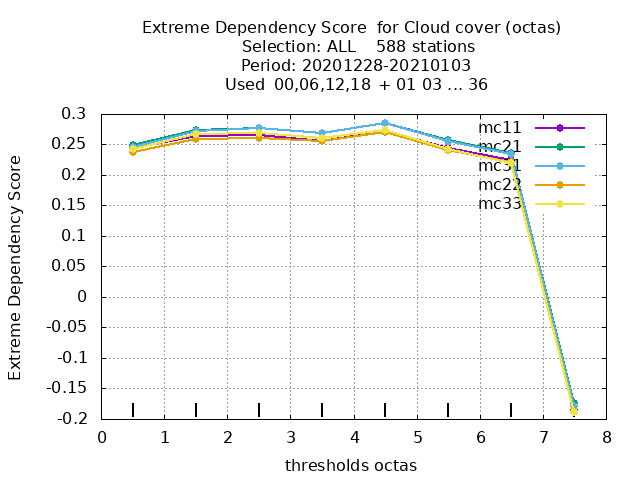 Extreme Dependency Score  for Cloud cover (octas)
Selection: ALL    588 stations
Period: 20201228-20210103
Used  00,06,12,18  + 01 03 ... 36
Extreme Dependency Score
0.3
0.25
0.2
0.15
0.1
0.05
0
-0.05
-0.1
-0.15
-0.2
mc11
mc21
mc31
mc22
mc33
0 1 2 3 4 5 6 7 8
thresholds octas